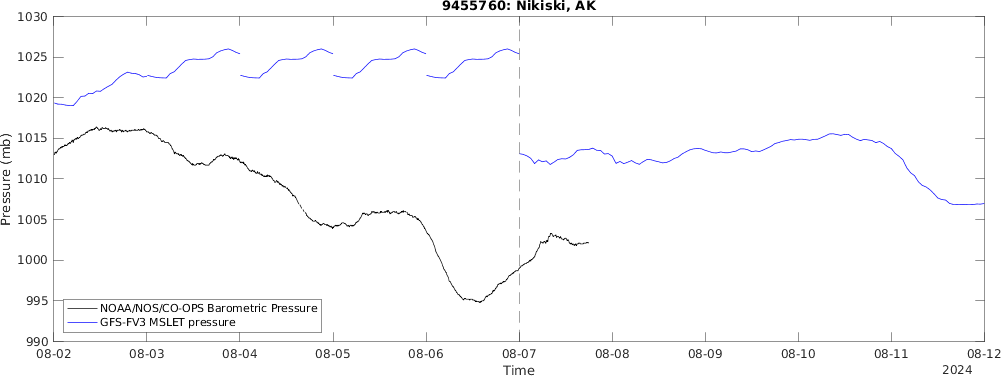 9455760: Nikiski, AK
1030
1025
1020
1015
1010
1005
1000
995
990
Pressure (mb)
NOAA/NOS/CO-OPS Barometric Pressure
GFS-FV3 MSLET pressure
08-02 08-03 08-04 08-05 08-06 08-07 08-08 08-09 08-10 08-11 08-12
Time
2024